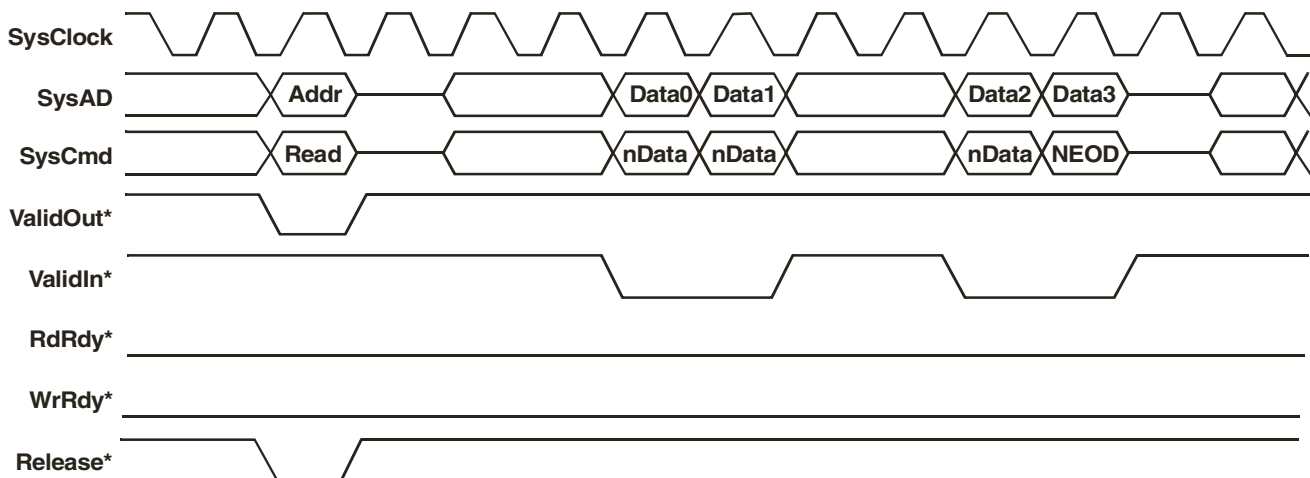 SysClock
SysAD Addr Data0 Data1 Data2 Data3
SysCmd Read nData nData nData NEOD
ValidOut*
ValidIn*
RdRdy*
WrRdy*
Release*